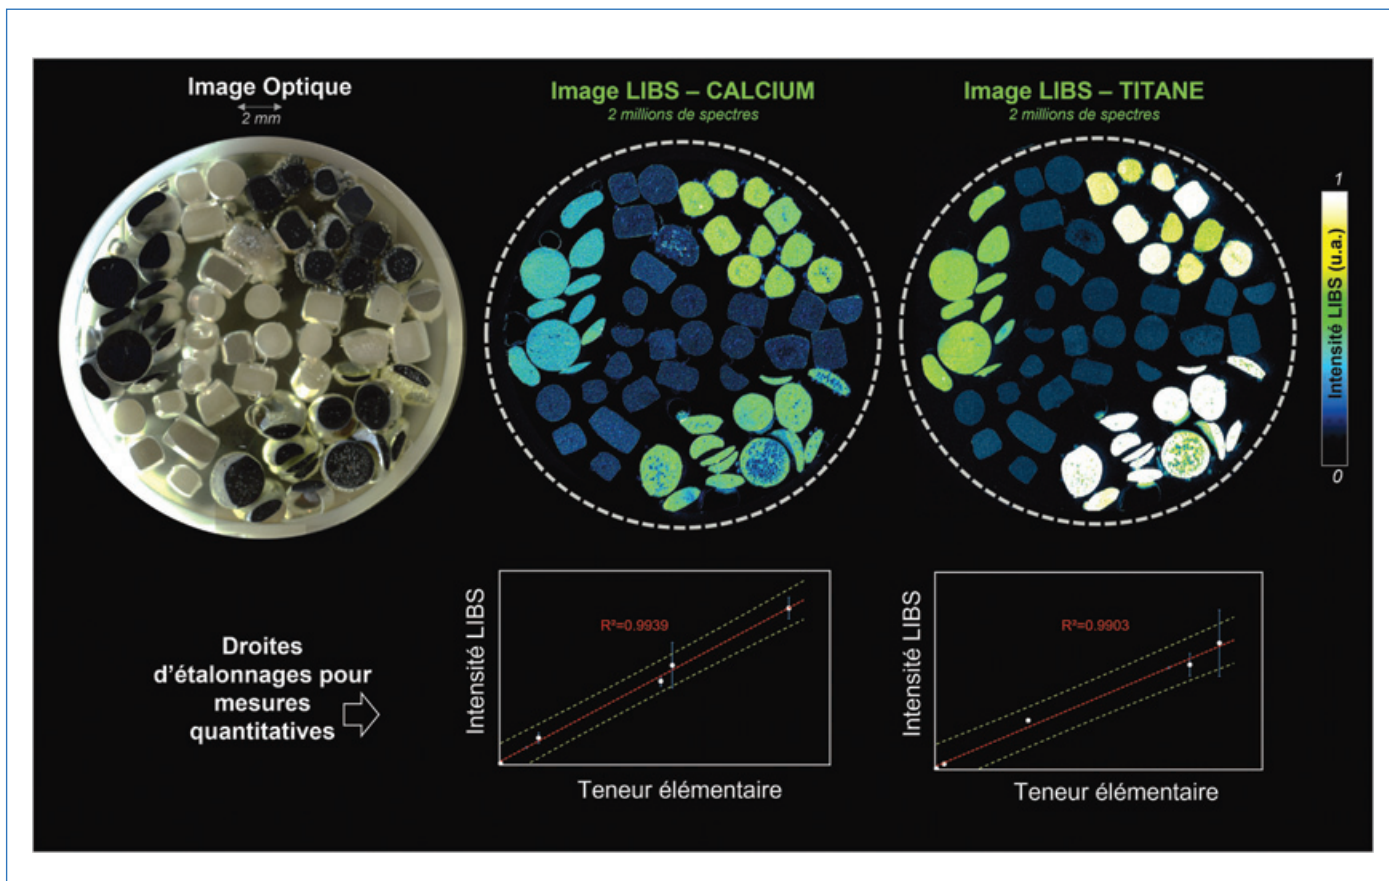 Image Optique
2 mm
Image LIBS – CALCIUM
2 millions de spectres
Image LIBS – TITANE
2 millions de spectres
1
Intensité LIBS (u.a.)
0
Droites
d'étalonnages pour
mesures
quantitatives
Intensité LIBS
R²=0.9939
Teneur élémentaire
Intensité LIBS
R²=0.9903
Teneur élémentaire